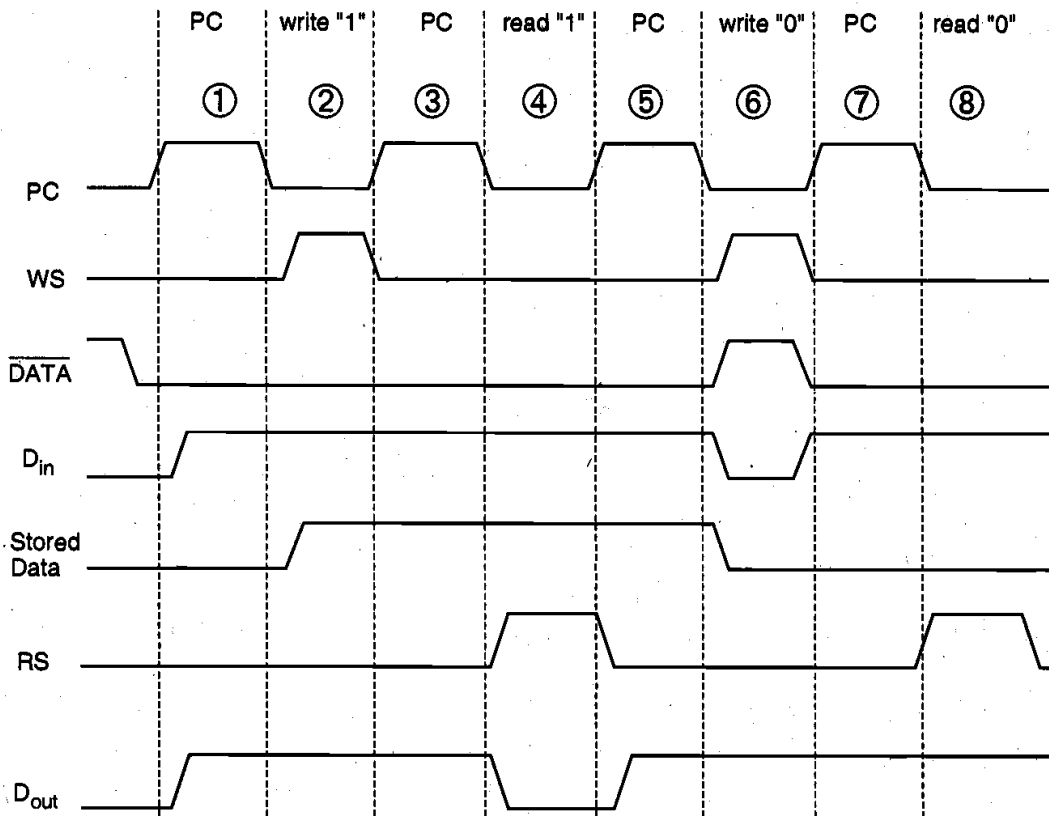 PC write "1" PC read "1" PC write "0" PC read "0"
① ② ③ ④ ⑤ ⑥ ⑦ ⑧
PC
WS
DATA
Din
Stored
Data
RS
Dout